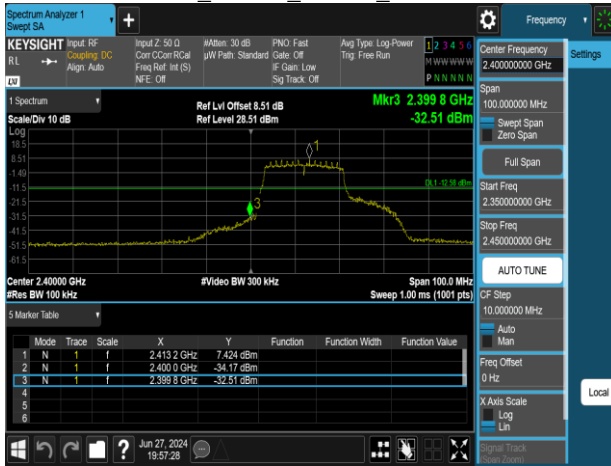 Spectrum Analyzer 1
Swept SA
Frequency
KEYSIGHT
RL
LXI
Input: RF
Coupling: DC
Align: Auto
Input Z: 50 Ω
Corr CCorr RCal
Freq Ref: Int (S)
NFE: Off
#Atten: 30 dB
µW Path: Standard
PNO: Fast
Gate: Off
IF Gain: Low
Sig Track: Off
Avg Type: Log-Power
Trig: Free Run
1 2 3 4 5 6
M W W W W W
P N N N N N
1 Spectrum
Scale/Div 10 dB
Ref Lvl Offset 8.51 dB
Ref Level 28.51 dBm
Mkr3 2.399 8 GHz
-32.51 dBm
Log
18.5
8.51
-1.49
-11.5
-21.5
-31.5
-41.5
-51.5
-61.5
1
3
DL1 -12.58 dBm
Center 2.40000 GHz
#Res BW 100 kHz
#Video BW 300 kHz
Span 100.0 MHz
Sweep 1.00 ms (1001 pts)
5 Marker Table
Mode Trace Scale X Y Function Function Width Function Value
1 N 1 f 2.413 2 GHz 7.424 dBm
2 N 1 f 2.400 0 GHz -34.17 dBm
3 N 1 f 2.399 8 GHz -32.51 dBm
4
5
6
Jun 27, 2024
19:57:28
Center Frequency
2.400000000 GHz
Settings
Span
100.000000 MHz
Swept Span
Zero Span
Full Span
Start Freq
2.350000000 GHz
Stop Freq
2.450000000 GHz
AUTO TUNE
CF Step
10.000000 MHz
Auto
Man
Freq Offset
0 Hz
Local
X Axis Scale
Log
Lin
Signal Track
(Span Zoom)